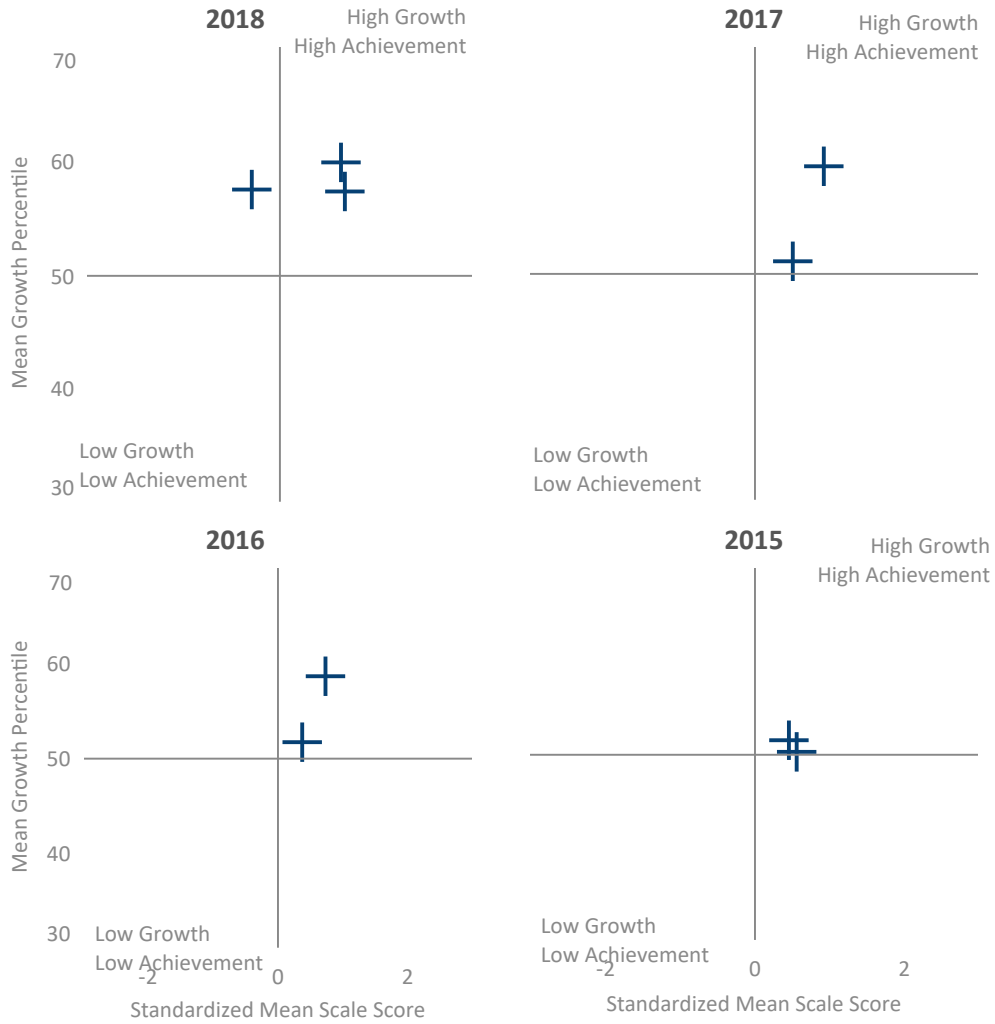 2018
High Growth
High Achievement
70
60
50
40
30
Mean Growth Percentile
Low Growth
Low Achievement
2017
High Growth
High Achievement
Low Growth
Low Achievement
2016
70
60
50
40
30
Mean Growth Percentile
Low Growth
Low Achievement
-2
0
2
Standardized Mean Scale Score
2015
High Growth
High Achievement
Low Growth
Low Achievement
-2
0
2
Standardized Mean Scale Score